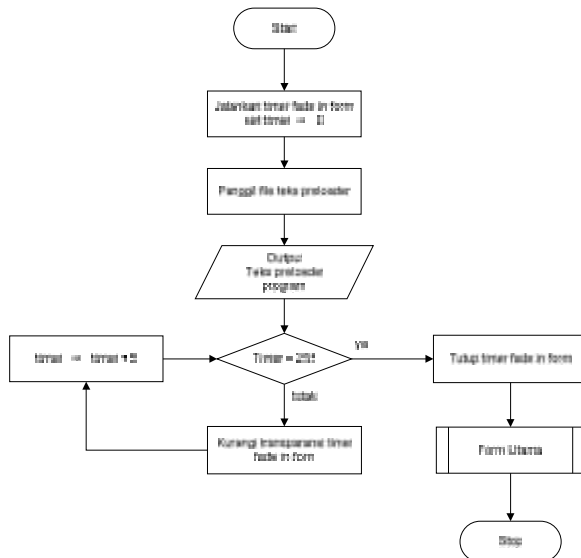 Start
Jalankan timer fade in form
set timer = 0
Panggil file teks preloader
Output
Teks preloader
program
Timer = 255
ya
tidak
timer = timer+5
Kurangi transparansi timer
fade in form
Tutup timer fade in form
Form Utama
Stop